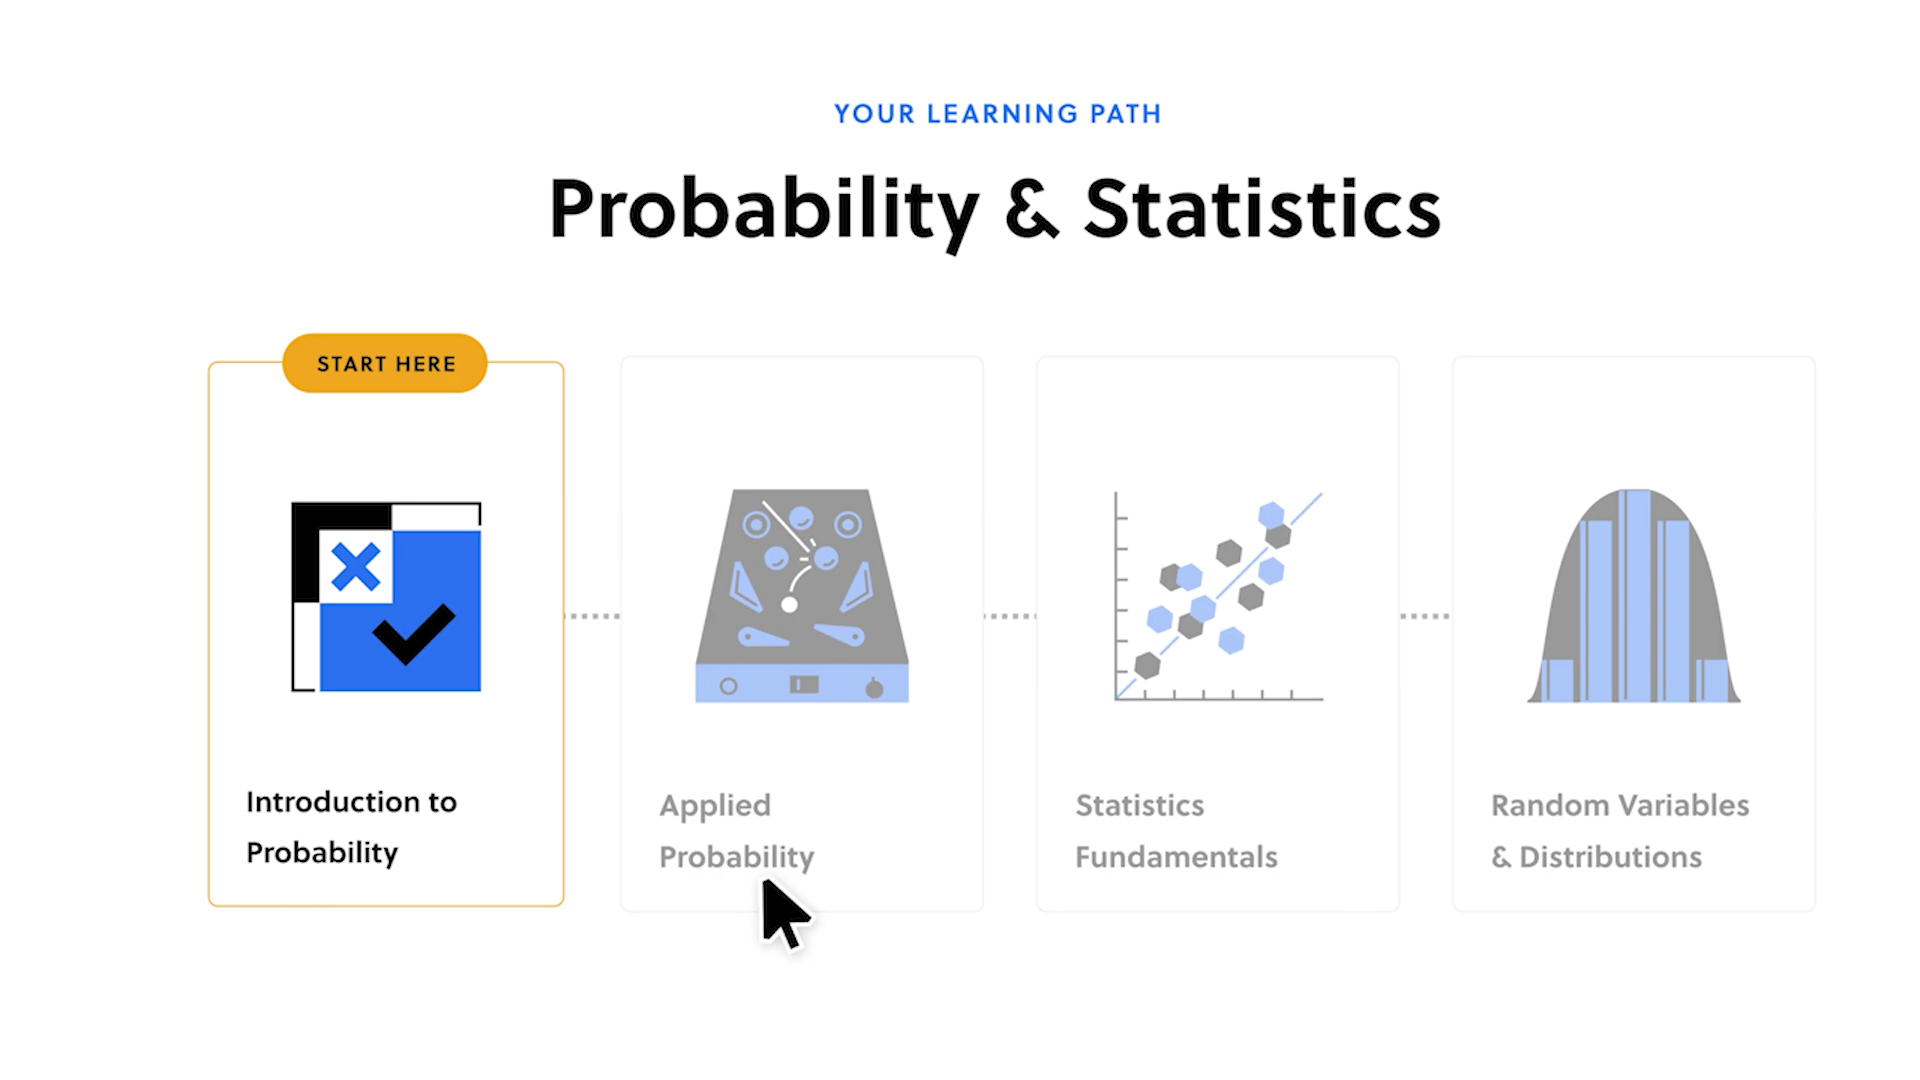 YOUR LEARNING PATH
Probability & Statistics
START HERE
Introduction to
Probability
Applied
Probability
Statistics
Fundamentals
Random Variables
& Distributions